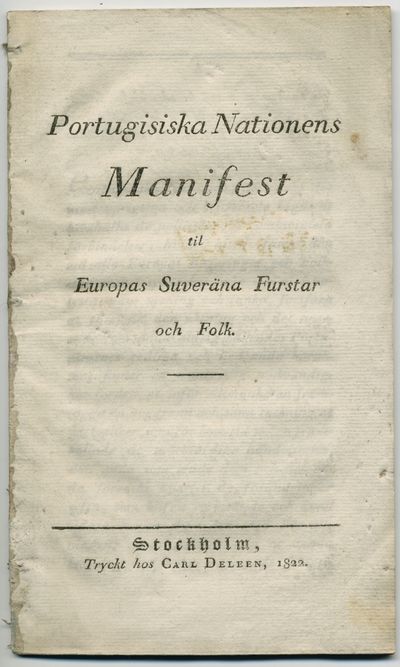 Portugisiska Nationens
Manifest
til
Europas Suveräna Furstar
och Folk.
Stockholm,
Tryckt hos CARL DELEEN, 1822.